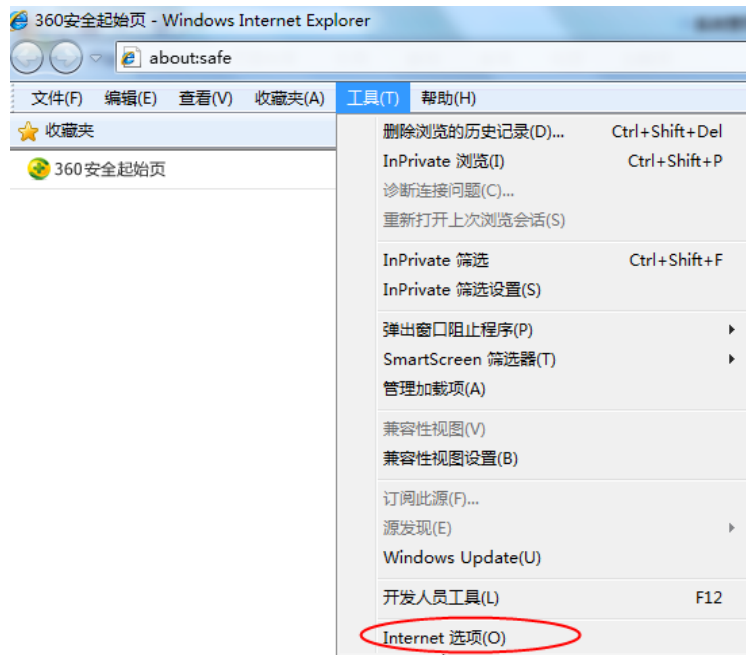 360安全起始页 - Windows Internet Explorer
about:safe
文件(F) 编辑(E) 查看(V) 收藏夹(A) 工具(T) 帮助(H)
收藏夹
360安全起始页
删除浏览的历史记录(D)... Ctrl+Shift+Del
InPrivate 浏览(I) Ctrl+Shift+P
诊断连接问题(C)...
重新打开上次浏览会话(S)
InPrivate 筛选 Ctrl+Shift+F
InPrivate 筛选设置(S)
弹出窗口阻止程序(P)
SmartScreen 筛选器(T)
管理加载项(A)
兼容性视图(V)
兼容性视图设置(B)
订阅此源(F)...
源发现(E)
Windows Update(U)
开发人员工具(L) F12
Internet 选项(O)